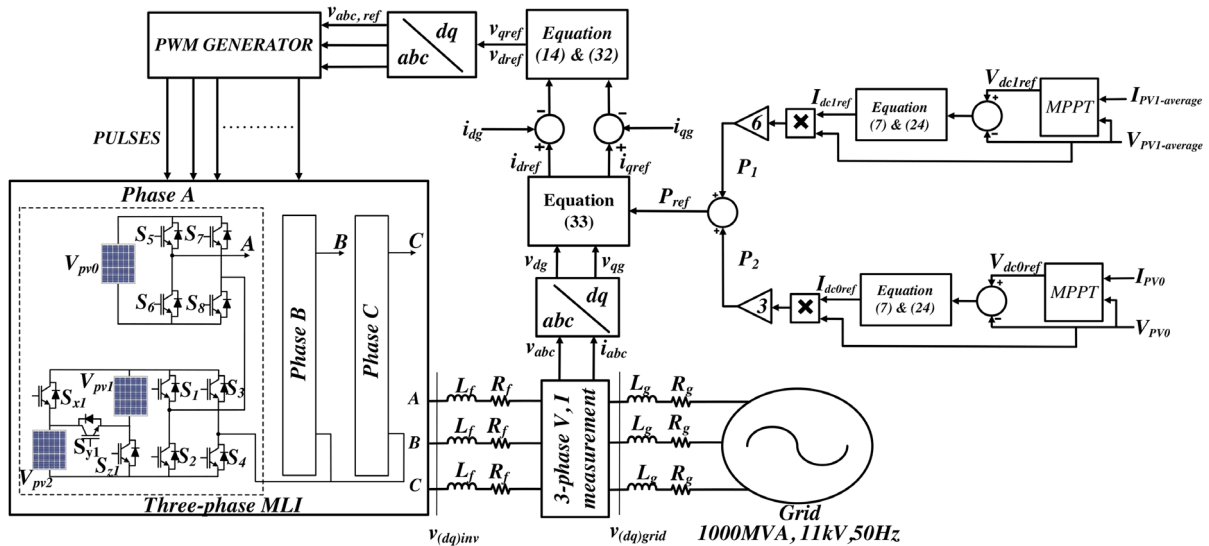 v_abc,ref
PWM GENERATOR
dq
abc
v_qref
v_dref
Equation
(14) & (32)
PULSES
i_dg
i_qg
i_dref
i_qref
-
-
+
+
Equation
(33)
P_ref
P_1
P_2
+
+
6
×
I_dc1ref
Equation
(7) & (24)
V_dc1ref
+
-
MPPT
I_PV1-average
V_PV1-average
3
×
I_dc0ref
Equation
(7) & (24)
V_dc0ref
+
-
MPPT
I_PV0
V_PV0
v_dg
v_qg
dq
abc
v_abc
i_abc
Phase A
V_pv0
S_5
S_7
A
S_6
S_8
S_x1
V_pv1
S_1
S_3
S_y1
V_pv2
S_z1
S_2
S_4
Phase B
B
Phase C
C
Three-phase MLI
A
L_f
R_f
B
L_f
R_f
C
L_f
R_f
3-phase V, I
measurement
L_g
R_g
L_g
R_g
L_g
R_g
v_(dq)inv
v_(dq)grid
Grid
1000MVA, 11kV,50Hz